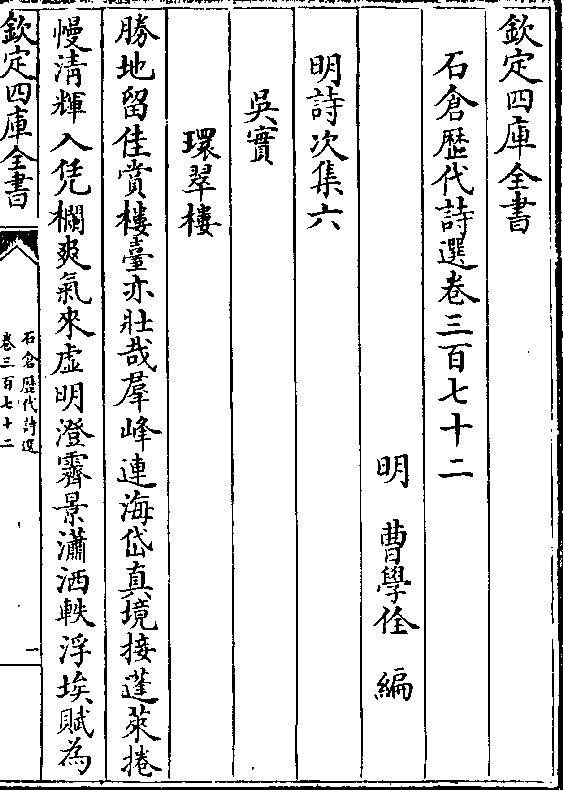 欽定四庫全書
石倉歴代詩選卷三百七十二
明　曹學佺　編
明詩次集六
吳實
環翠樓
勝地留佳賞樓臺亦壯哉羣峰連海岱真境接蓬萊捲
幔清輝入凭欄爽氣來虛明澄霽景瀟洒軼浮埃賦為
欽定四庫全書
石倉歴代詩選
卷三百七十二
一